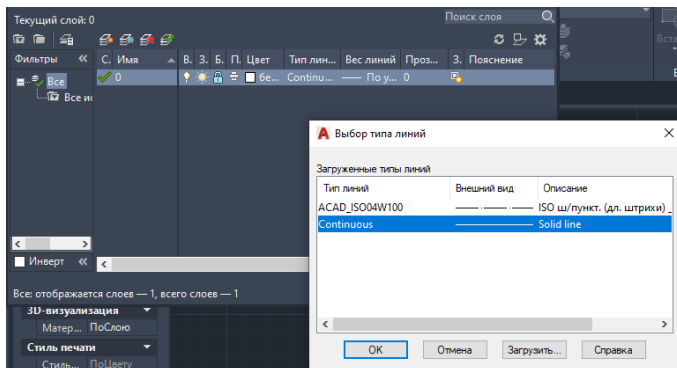 Текущий слой: 0
Поиск слоя
Фильтры « С. Имя В. З. Б. П. Цвет Тип лин... Вес линий Проз... З. Пояснение
Все 0 бе... Continu... По у... 0
Все ис
Вста
Инверт «
Все: отображается слоев — 1, всего слоев — 1
3D-визуализация
Матер... ПоСлою
Стиль печати
Стиль... ПоЦвету
Выбор типа линий
Загруженные типы линий
Тип линий Внешний вид Описание
ACAD_ISO04W100 ISO ш/пункт. (дл. штрихи) _
Continuous Solid line
ОК Отмена Загрузить... Справка